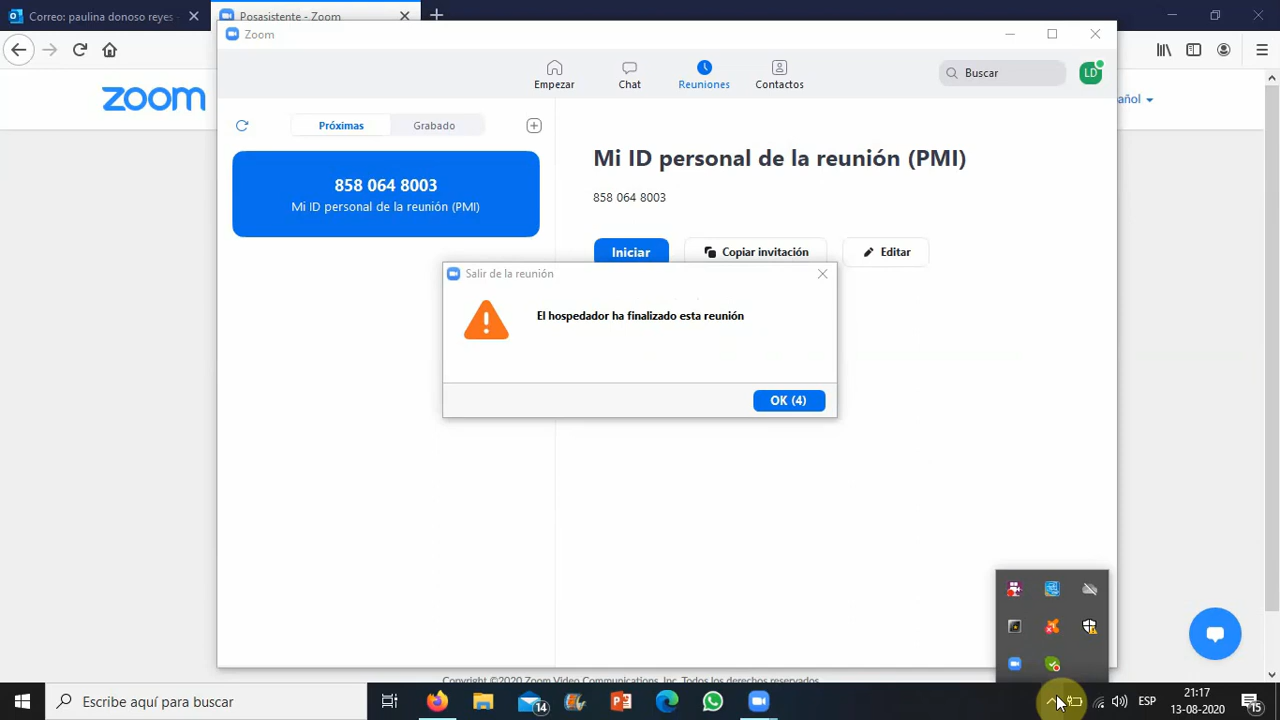 Correo: paulina donoso reyes
Posasistente - Zoom
Zoom
Empezar
Chat
Reuniones
Contactos
Buscar
LD
zoom
añol
Próximas
Grabado
858 064 8003
Mi ID personal de la reunión (PMI)
Mi ID personal de la reunión (PMI)
858 064 8003
Iniciar
Copiar invitación
Editar
Salir de la reunión
El hospedador ha finalizado esta reunión
OK (4)
Copyright ©2020 Zoom Video Communications, Inc. Todos los derechos reservados.
Escribe aquí para buscar
14
ESP
21:17
13-08-2020
15